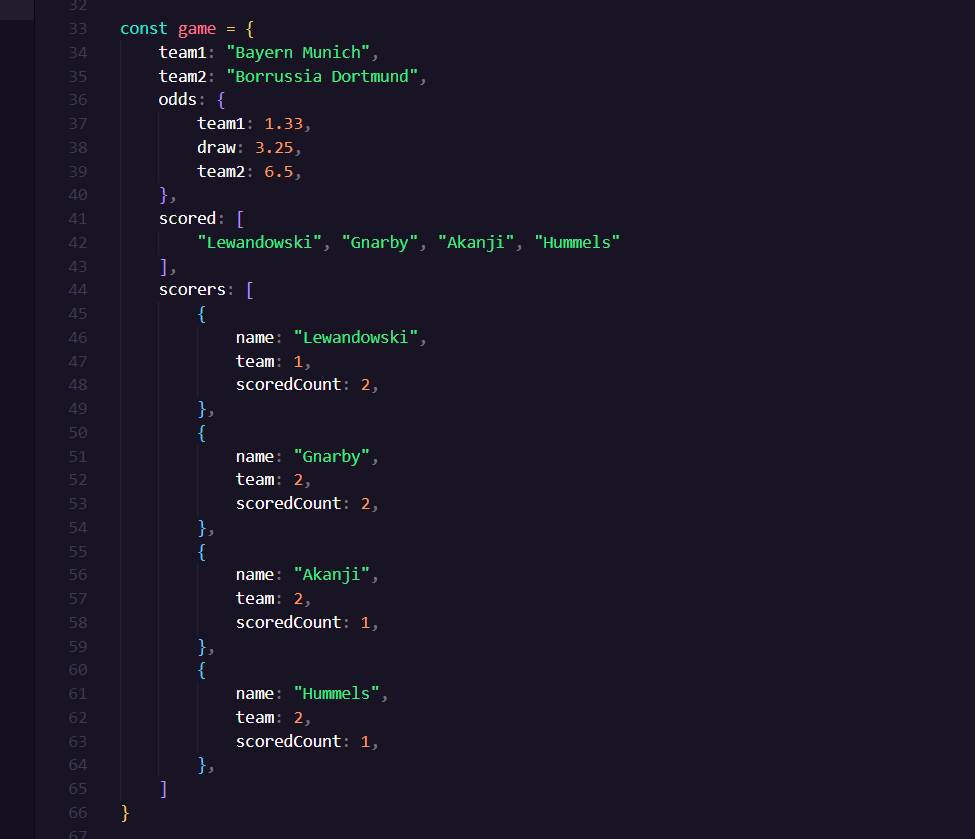 32
33 const game = {
34 team1: "Bayern Munich",
35 team2: "Borrussia Dortmund",
36 odds: {
37 team1: 1.33,
38 draw: 3.25,
39 team2: 6.5,
40 },
41 scored: [
42 "Lewandowski", "Gnarby", "Akanji", "Hummels"
43 ],
44 scorers: [
45 {
46 name: "Lewandowski",
47 team: 1,
48 scoredCount: 2,
49 },
50 {
51 name: "Gnarby",
52 team: 2,
53 scoredCount: 2,
54 },
55 {
56 name: "Akanji",
57 team: 2,
58 scoredCount: 1,
59 },
60 {
61 name: "Hummels",
62 team: 2,
63 scoredCount: 1,
64 },
65 ]
66 }
67